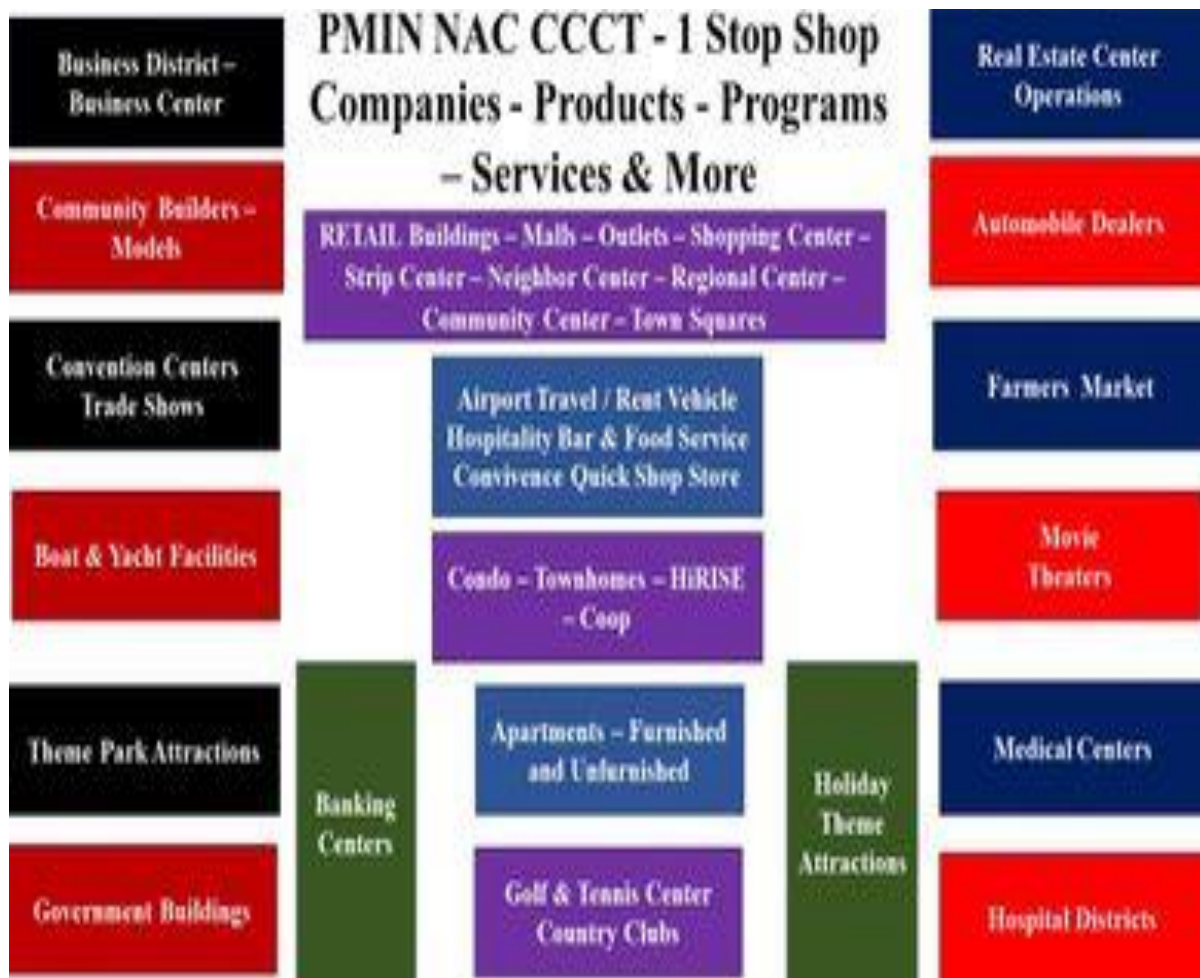 PMIN NAC CCCT - 1 Stop Shop
Companies - Products - Programs
– Services & More
Business District –
Business Center
Community Builders –
Models
Convention Centers
Trade Shows
Boat & Yacht Facilities
Theme Park Attractions
Government Buildings
RETAIL Buildings – Malls – Outlets – Shopping Center –
Strip Center – Neighbor Center – Regional Center –
Community Center – Town Squares
Airport Travel / Rent Vehicle
Hospitality Bar & Food Service
Convivence Quick Shop Store
Condo – Townhomes – HiRISE
– Coop
Banking
Centers
Apartments – Furnished
and Unfurnished
Golf & Tennis Center
Country Clubs
Holiday
Theme
Attractions
Real Estate Center
Operations
Automobile Dealers
Farmers Market
Movie
Theaters
Medical Centers
Hospital Districts